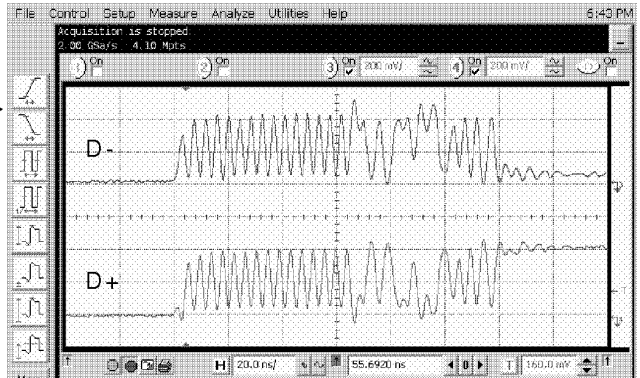 File Control Setup Measure Analyze Utilities Help 6:43 PM
Acquisition is stopped.
2.00 GSa/s 4.10 Mpts
1) On 2) On 3) On 200 mV/ 4) On 200 mV/ On
D-
D+
H 20.0 ns/ 55.6920 ns 0 T 160.0 mV